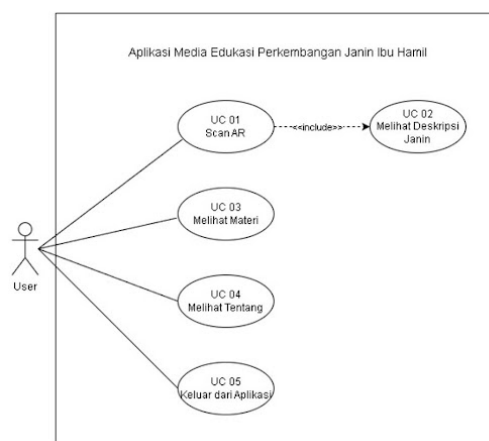 Aplikasi Media Edukasi Perkembangan Janin Ibu Hamil
UC 01
Scan AR
<<include>>
UC 02
Melihat Deskripsi
Janin
UC 03
Melihat Materi
User
UC 04
Melihat Tentang
UC 05
Keluar dari Aplikasi